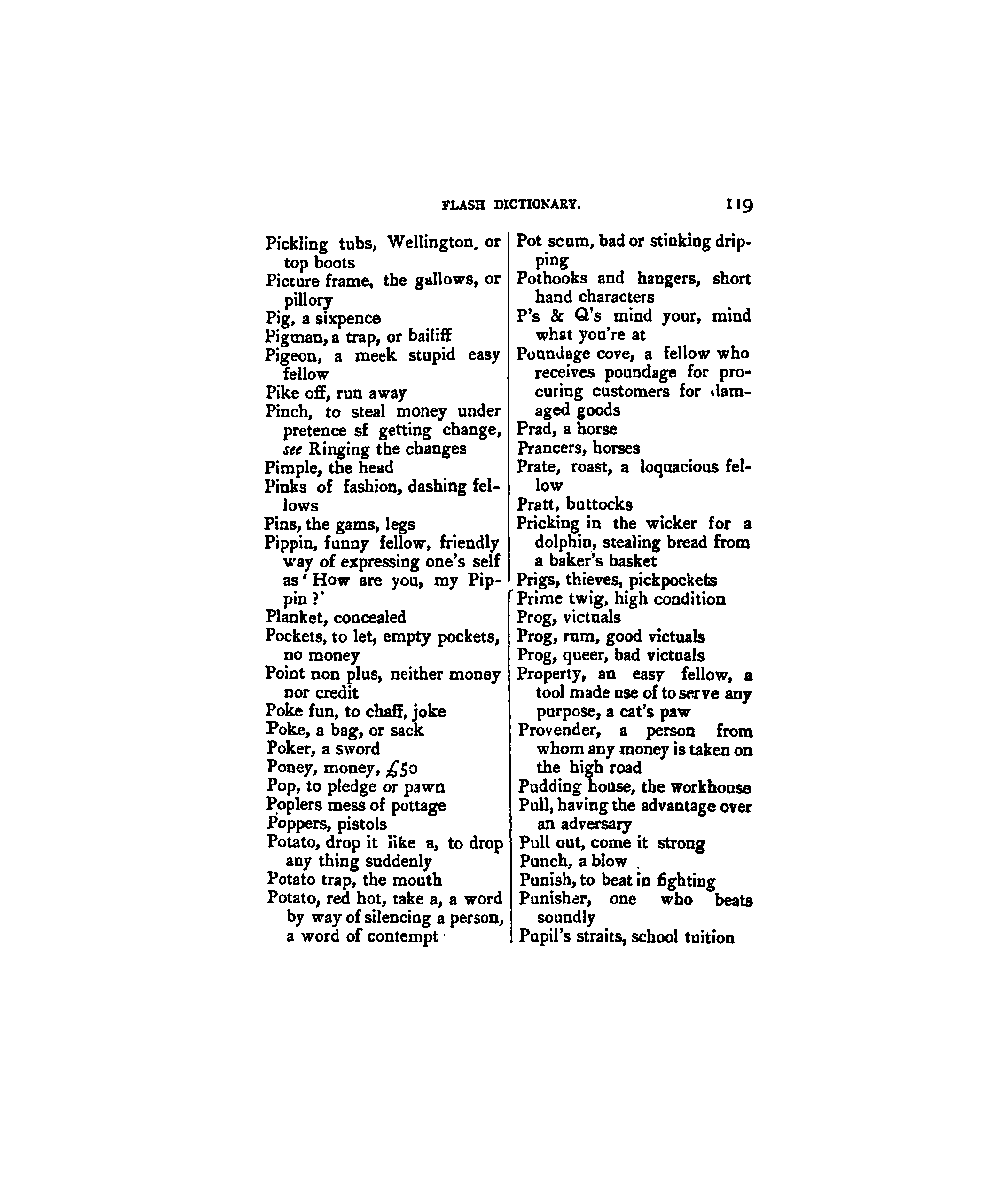 FLASH DICTIONARY. 119
Pickling tubs, Wellington, or
top boots
Picture frame, the gallows, or
pillory
Pig, a sixpence
Pigman, a trap, or bailiff
Pigeon, a meek stupid easy
fellow
Pike off, run away
Pinch, to steal money under
pretence sf getting change,
see Ringing the changes
Pimple, the head
Pinks of fashion, dashing fel-
lows
Pins, the gams, legs
Pippin, funny fellow, friendly
way of expressing one's self
as ‘ How are you, my Pip-
pin ?’
Planket, concealed
Pockets, to let, empty pockets,
no money
Point non plus, neither money
nor credit
Poke fun, to chaff, joke
Poke, a bag, or sack
Poker, a sword
Poney, money, £50
Pop, to pledge or pawn
Poplers mess of pottage
Poppers, pistols
Potato, drop it like a, to drop
any thing suddenly
Potato trap, the mouth
Potato, red hot, take a, a word
by way of silencing a person,
a word of contempt
Pot scum, bad or stinking drip-
ping
Pothooks and hangers, short
hand characters
P's & Q's mind your, mind
what you're at
Poundage cove, a fellow who
receives poundage for pro-
curing customers for dam-
aged goods
Prad, a horse
Prancers, horses
Prate, roast, a loquacious fel-
low
Pratt, buttocks
Pricking in the wicker for a
dolphin, stealing bread from
a baker's basket
Prigs, thieves, pickpockets
Prime twig, high condition
Prog, victuals
Prog, rum, good victuals
Prog, queer, bad victuals
Property, an easy fellow, a
tool made use of to serve any
purpose, a cat's paw
Provender, a person from
whom any money is taken on
the high road
Pudding house, the workhouse
Pull, having the advantage over
an adversary
Pull out, come it strong
Punch, a blow
Punish, to beat in fighting
Punisher, one who beats
soundly
Pupil's straits, school tuition